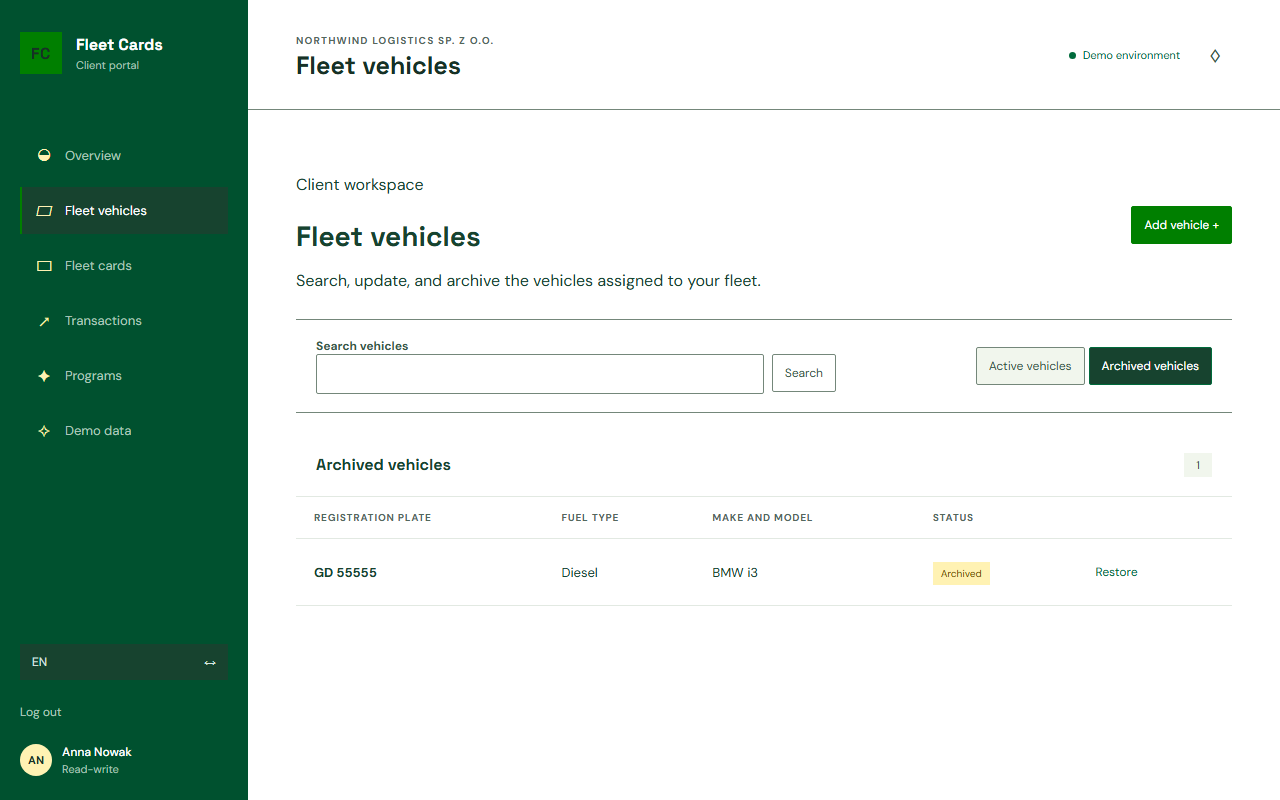 FC
Fleet Cards
Client portal
Overview
Fleet vehicles
Fleet cards
Transactions
Programs
Demo data
EN
Log out
AN
Anna Nowak
Read-write
NORTHWIND LOGISTICS SP. Z O.O.
Fleet vehicles
Demo environment
Client workspace
Fleet vehicles
Add vehicle +
Search, update, and archive the vehicles assigned to your fleet.
Search vehicles
Search
Active vehicles
Archived vehicles
Archived vehicles
1
REGISTRATION PLATE FUEL TYPE MAKE AND MODEL STATUS
GD 55555 Diesel BMW i3 Archived Restore